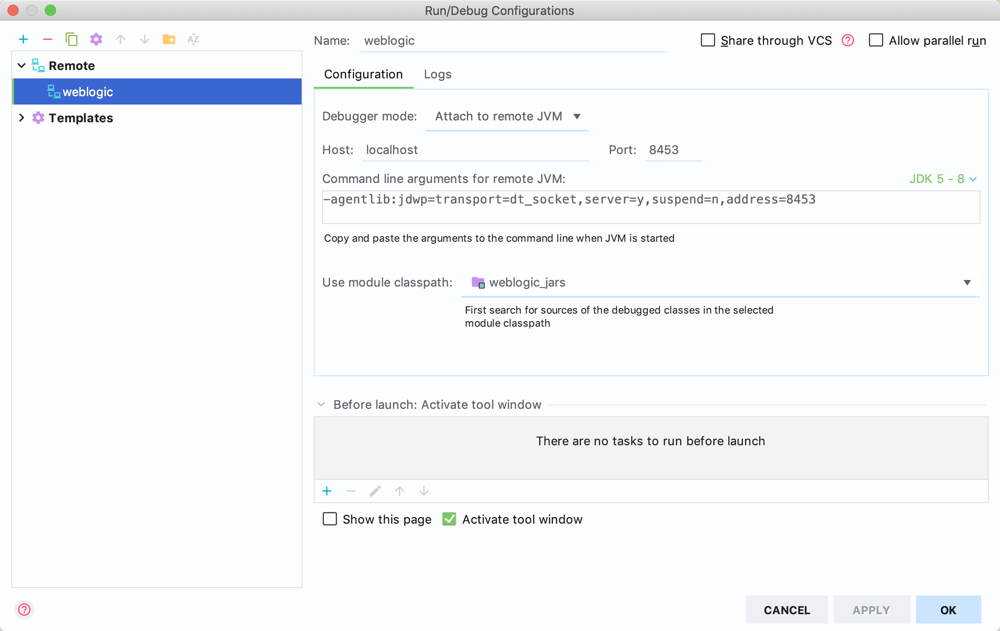 Run/Debug Configurations
Name: weblogic
Share through VCS
Allow parallel run
Remote
weblogic
Templates
Configuration Logs
Debugger mode: Attach to remote JVM
Host: localhost Port: 8453
Command line arguments for remote JVM: JDK 5 - 8
-agentlib:jdwp=transport=dt_socket,server=y,suspend=n,address=8453
Copy and paste the arguments to the command line when JVM is started
Use module classpath: weblogic_jars
First search for sources of the debugged classes in the selected
module classpath
Before launch: Activate tool window
There are no tasks to run before launch
Show this page Activate tool window
CANCEL APPLY OK